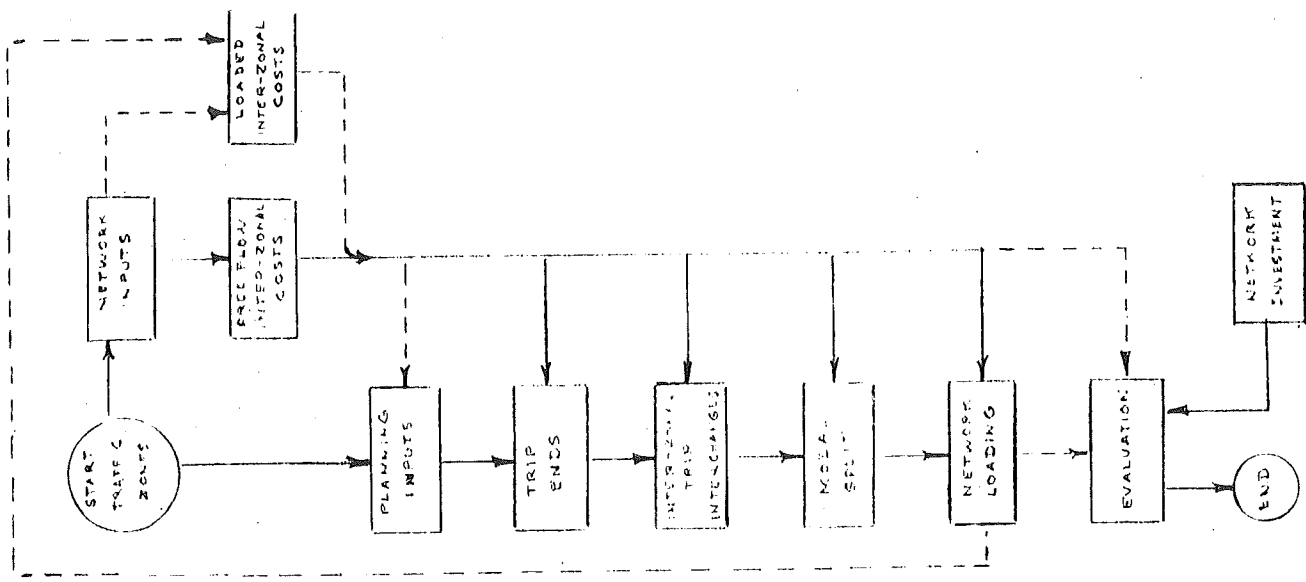 START
TRAFFIC
ZONES
NETWORK
INPUTS
FREE FLOW
INTER-ZONAL
COSTS
LOADED
INTER-ZONAL
COSTS
PLANNING
INPUTS
TRIP
ENDS
INTER-ZONAL
TRIP
INTERCHANGES
MODAL
SPLIT
NETWORK
LOADING
EVALUATION
NETWORK
INVESTMENT
END